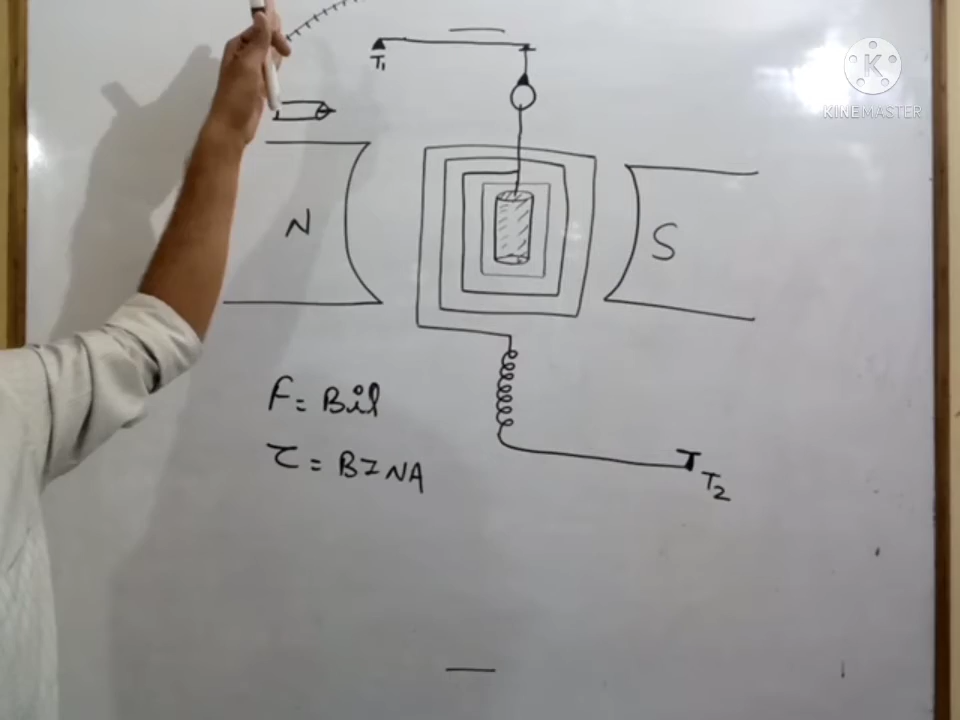 T1
K
KINEMASTER
N
S
F = Bil
τ = BINA
T2